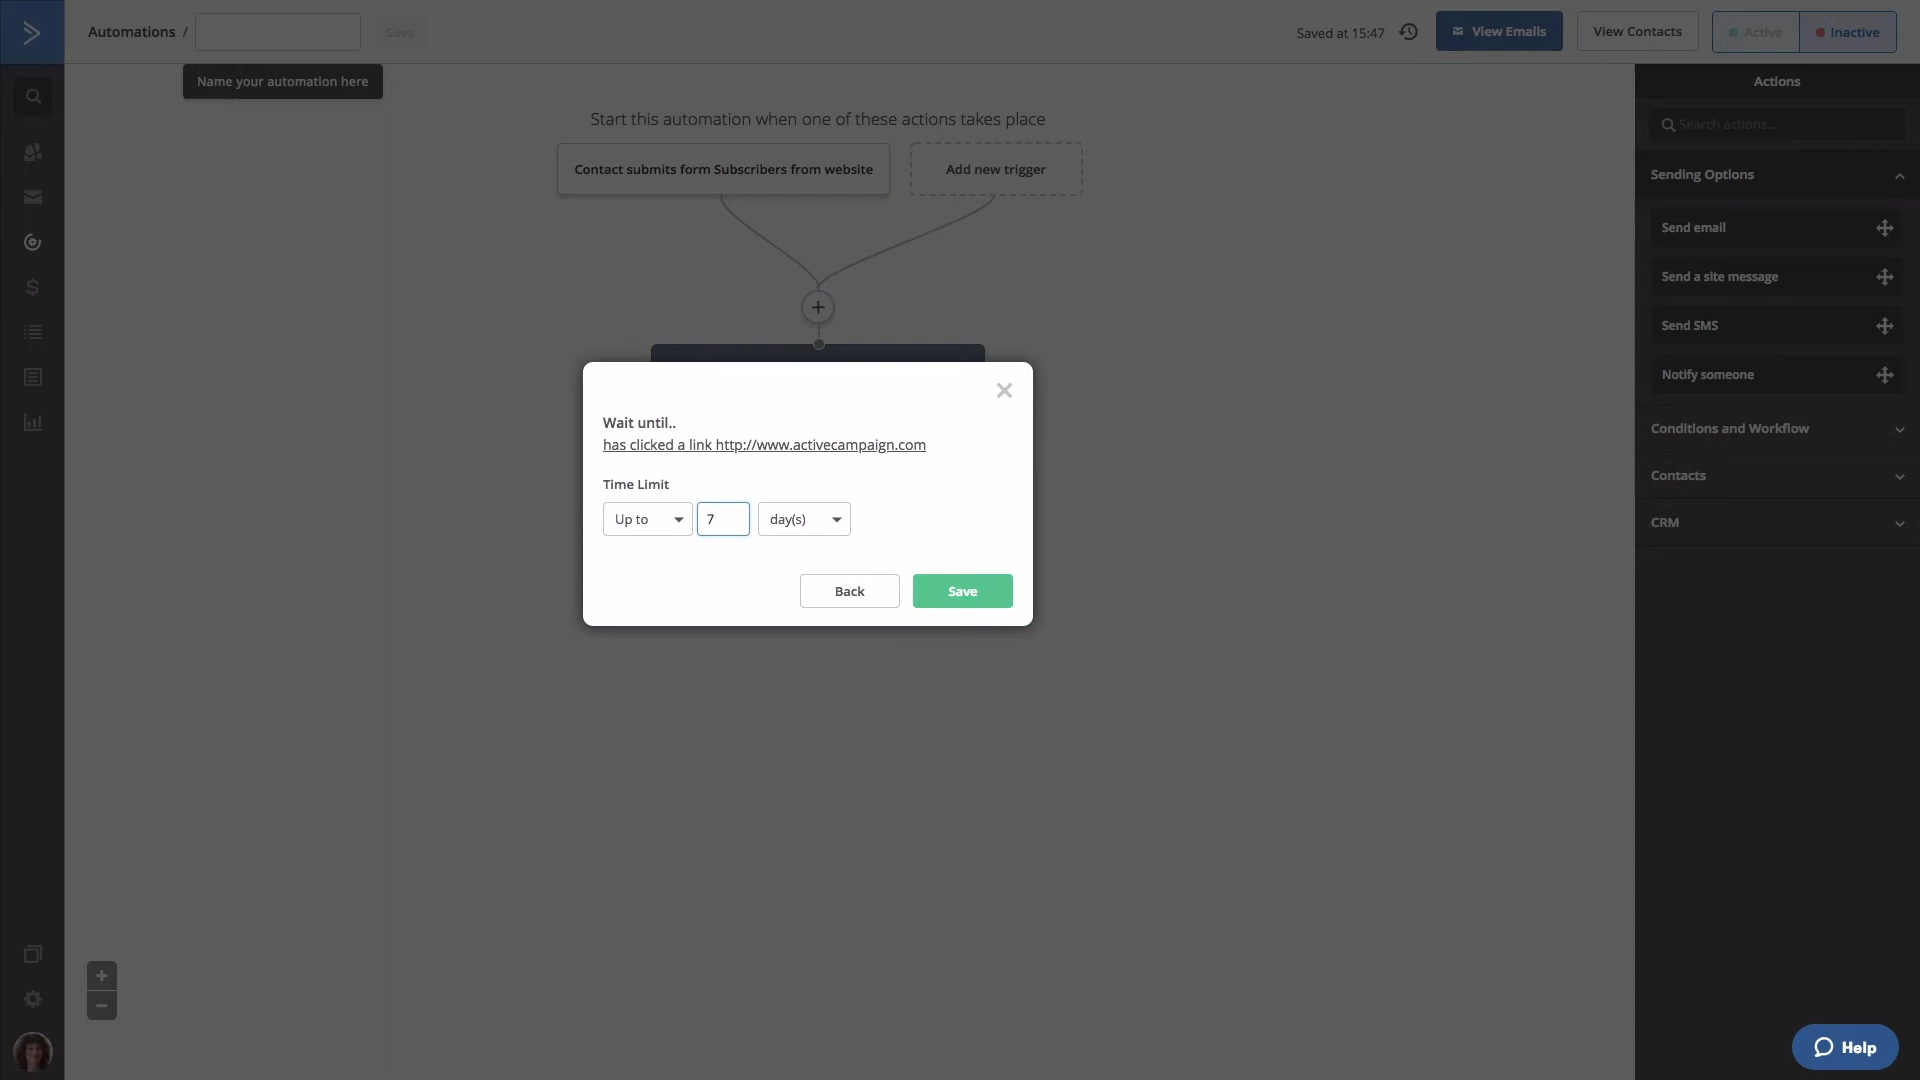 Automations /
Save
Saved at 15:47
View Emails
View Contacts
Active
Inactive
Name your automation here
Actions
Start this automation when one of these actions takes place
Search actions...
Contact submits form Subscribers from website
Add new trigger
Sending Options
Send email
Send a site message
Send SMS
Notify someone
Wait until..
has clicked a link http://www.activecampaign.com
Time Limit
Up to
7
day(s)
Back
Save
Conditions and Workflow
Contacts
CRM
Help